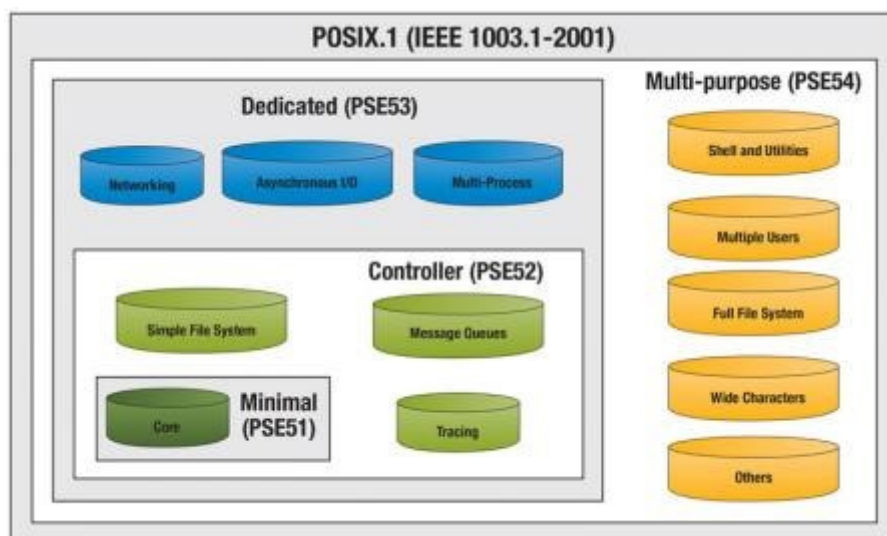 POSIX.1 (IEEE 1003.1-2001)
Dedicated (PSE53)
Networking
Asynchronous I/O
Multi-Process
Controller (PSE52)
Simple File System
Message Queues
Minimal
(PSE51)
Core
Tracing
Multi-purpose (PSE54)
Shell and Utilities
Multiple Users
Full File System
Wide Characters
Others